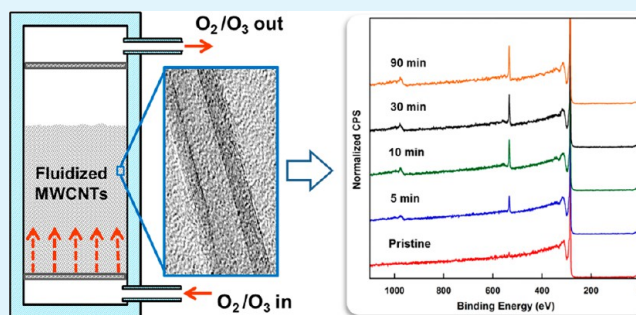 O₂/O₃ out
Fluidized
MWCNTs
O₂/O₃ in
Normalized CPS
90 min
30 min
10 min
5 min
Pristine
1000 800 600 400 200
Binding Energy (eV)